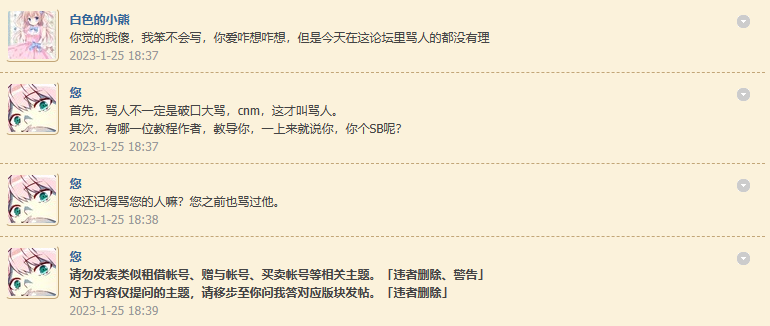 白色的小熊
你觉的我傻，我笨不会写，你爱咋想咋想，但是今天在这论坛里骂人的都没有理
2023-1-25 18:37
您
首先，骂人不一定是破口大骂，cnm，这才叫骂人。
其次，有哪一位教程作者，教导你，一上来就说你，你个SB呢？
2023-1-25 18:37
您
您还记得骂您的人嘛？您之前也骂过他。
2023-1-25 18:38
您
请勿发表类似租借帐号、赠与帐号、买卖帐号等相关主题。「违者删除、警告」
对于内容仅提问的主题，请移步至你问我答对应版块发帖。「违者删除」
2023-1-25 18:39